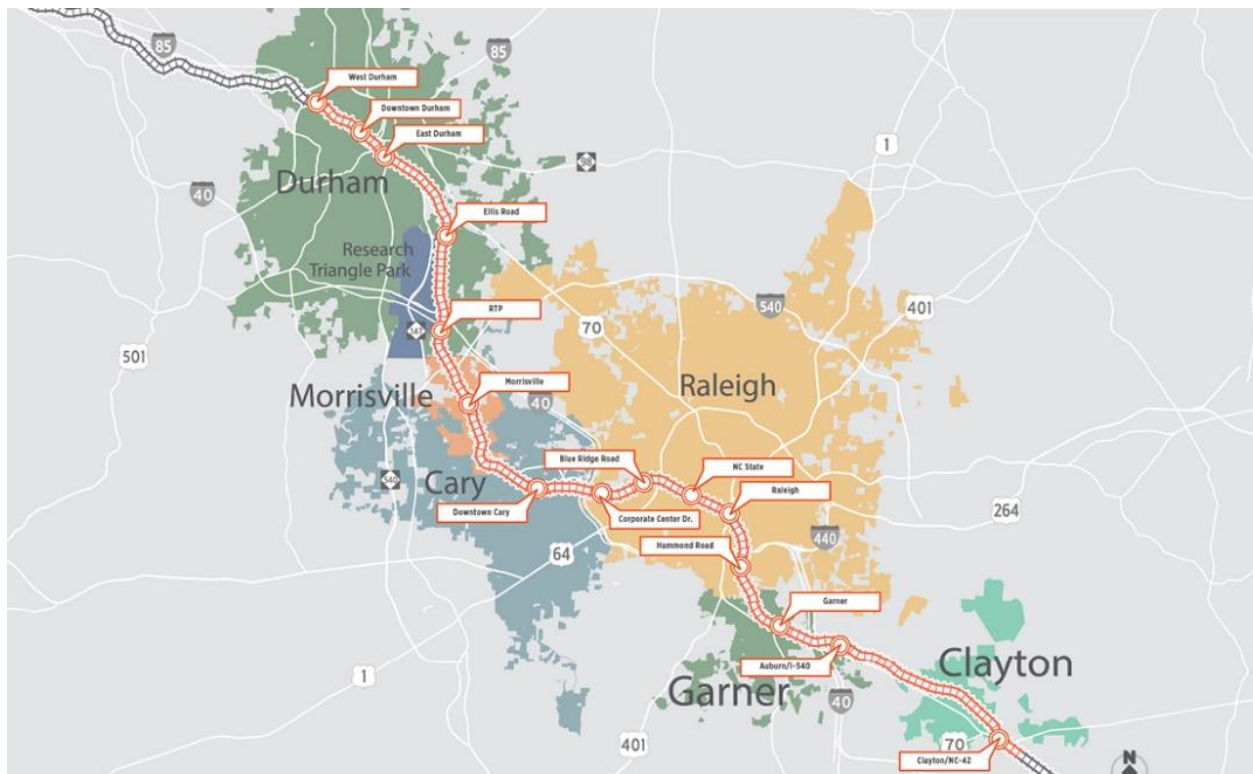 85
85
West Durham
Downtown Durham
East Durham
1
98
Durham
40
Ellis Road
Research
Triangle Park
RTP
147
540
401
70
501
Morrisville
Morrisville
40
Raleigh
Blue Ridge Road
NC State
540
Cary
Downtown Cary
Corporate Center Dr.
Raleigh
264
64
Hammond Road
440
Garner
Clayton
Auburn/I-540
1
Garner
40
401
70
Clayton/NC-42
N